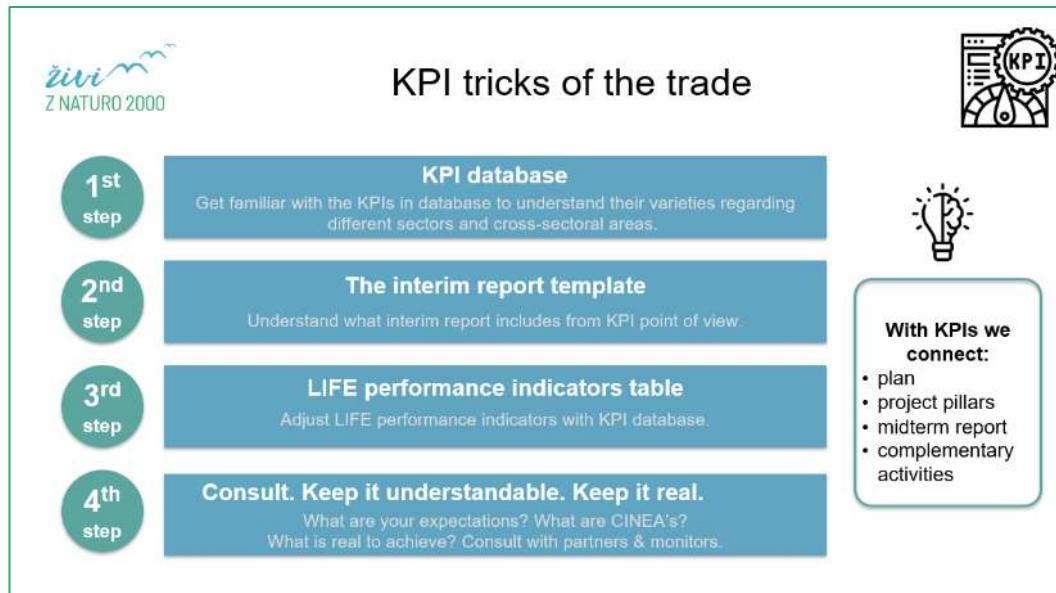 živi
Z NATURO 2000
KPI tricks of the trade
KPI
1st
step
KPI database
Get familiar with the KPIs in database to understand their varieties regarding
different sectors and cross-sectoral areas.
2nd
step
The interim report template
Understand what interim report includes from KPI point of view.
3rd
step
LIFE performance indicators table
Adjust LIFE performance indicators with KPI database.
4th
step
Consult. Keep it understandable. Keep it real.
What are your expectations? What are CINEA's?
What is real to achieve? Consult with partners & monitors.
With KPIs we
connect:
• plan
• project pillars
• midterm report
• complementary
activities